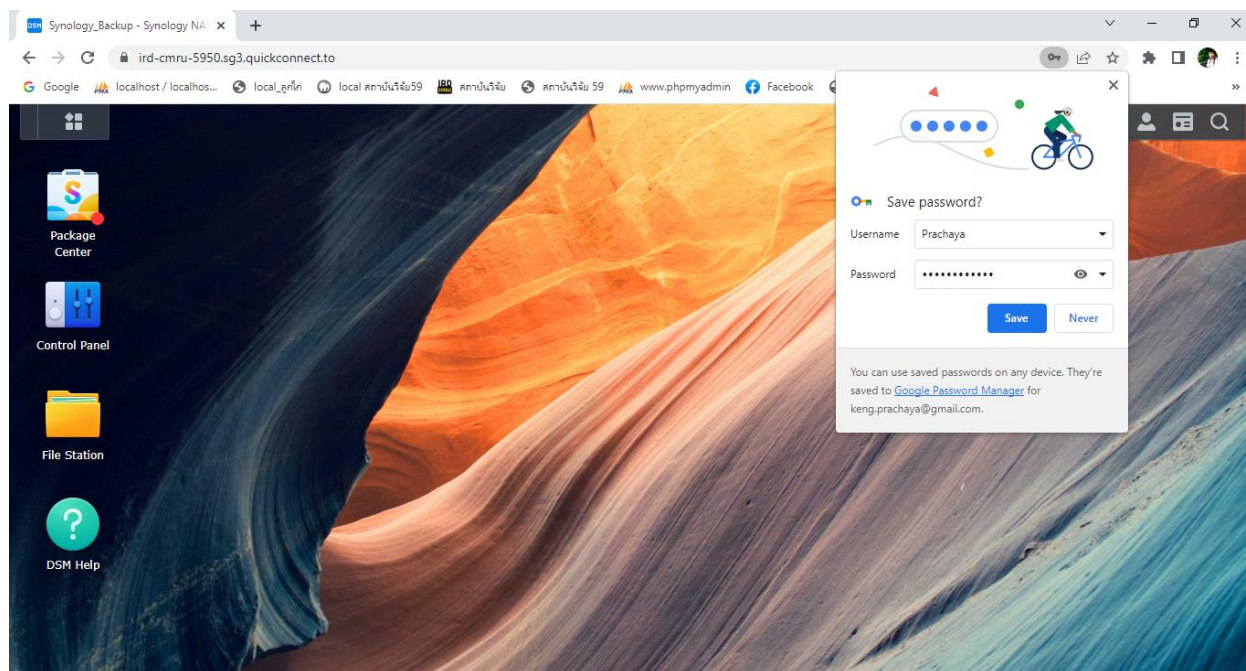 Synology_Backup - Synology NA
ird-cmru-5950.sg3.quickconnect.to
Google
localhost / localhos...
local_ลูกไก่
local สถาบันวิจัย59
สถาบันวิจัย
สถาบันวิจัย 59
www.phpmyadmin
Facebook
»
Package
Center
Control Panel
File Station
DSM Help
Save password?
Username Prachaya
Password ••••••••••••
Save Never
You can use saved passwords on any device. They're
saved to Google Password Manager for
keng.prachaya@gmail.com.